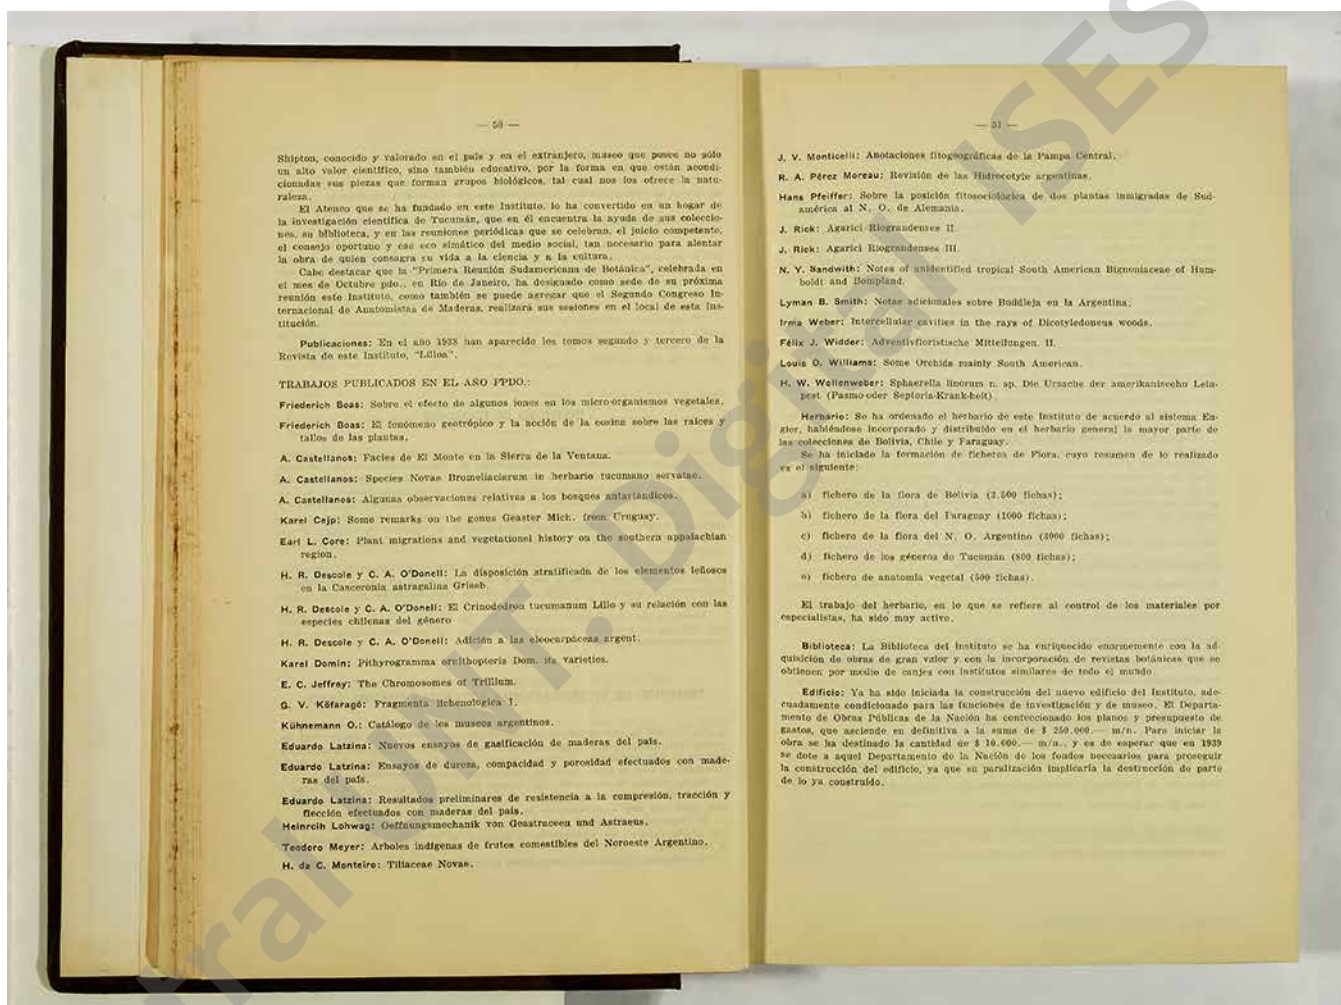 — 50 —
Shipton, conocido y valorado en el país y en el extranjero, museo que posee no sólo
un alto valor científico, sino también educativo, por la forma en que están acondi-
cionadas sus piezas que forman grupos biológicos, tal cual nos los ofrece la natu-
raleza.
El Ateneo que se ha fundado en este Instituto, lo ha convertido en un hogar de
la investigación científica de Tucumán, que en él encuentra la ayuda de sus coleccio-
nes, su biblioteca, y en las reuniones periódicas que se celebran, el juicio competente,
el consejo oportuno y ese eco simático del medio social, tan necesario para alentar
la obra de quien consagra su vida a la ciencia y a la cultura.
Cabe destacar que la "Primera Reunión Sudamericana de Botánica", celebrada en
el mes de Octubre pdo., en Río de Janeiro, ha designado como sede de su próxima
reunión este Instituto, como también se puede agregar que el Segundo Congreso In-
ternacional de Anatomistas de Maderas, realizará sus sesiones en el local de esta Ins-
titución.
Publicaciones: En el año 1938 han aparecido los tomos segundo y tercero de la
Revista de este Instituto, "Lilloa".
TRABAJOS PUBLICADOS EN EL AÑO PPDO.:
Friederich Boas: Sobre el efecto de algunos iones en los micro-organismos vegetales.
Friederich Boas: El fenómeno geotrópico y la acción de la eosina sobre las raíces y
tallos de las plantas.
A. Castellanos: Facies de El Monte en la Sierra de la Ventana.
A. Castellanos: Species Novae Bromeliaciarum in herbario tucumano servatae.
A. Castellanos: Algunas observaciones relativas a los bosques antartándicos.
Karel Cejp: Some remarks on the genus Geaster Mich. from Uruguay.
Earl L. Core: Plant migrations and vegetationel history on the southern appalachian
region.
H. R. Descole y C. A. O'Donell: La disposición stratificada de los elementos leñosos
en la Casceronia astragalina Griseb.
H. R. Descole y C. A. O'Donell: El Crinodedron tucumanum Lillo y su relación con las
especies chilenas del género
H. R. Descole y C. A. O'Donell: Adición a las eleocarpáceas argent.
Karel Domin: Pithyrogramma ornithopteris Dom. its varieties.
E. C. Jeffrey: The Chromosomes of Trillium.
G. V. Köfaragó: Fragmenta lichenologica I.
Kühnemann O.: Catálogo de los museos argentinos.
Eduardo Latzina: Nuevos ensayos de gasificación de maderas del país.
Eduardo Latzina: Ensayos de dureza, compacidad y porosidad efectuados con made-
ras del país.
Eduardo Latzina: Resultados preliminares de resistencia a la compresión, tracción y
flección efectuados con maderas del país.
Heinrcih Lohwag: Oeffnungsmechanik von Geastraceen und Astraeus.
Teodoro Meyer: Arboles indígenas de frutos comestibles del Noroeste Argentino.
H. da C. Monteiro: Tiliaceae Novae.
— 51 —
J. V. Monticelli: Anotaciones fitogeográficas de la Pampa Central.
R. A. Pérez Moreau: Revisión de las Hidrocotyle argentinas.
Hans Pfeiffer: Sobre la posición fitosociológica de dos plantas inmigradas de Sud-
américa al N. O. de Alemania.
J. Rick: Agarici Riograndenses II.
J. Rick: Agarici Riograndenses III.
N. Y. Sandwith: Notes of unidentified tropical South American Bignoniaceae of Hum-
boldt and Bompland.
Lyman B. Smith: Notas adicionales sobre Buddleja en la Argentina.
Irma Weber: Intercellular cavities in the rays of Dicotyledoneus woods.
Félix J. Widder: Adventivfloristische Mitteilungen. II.
Louis O. Williams: Some Orchids mainly South American.
H. W. Wollenweber: Sphaerella linorum n. sp. Die Ursache der amerikaniscehn Lein-
pest (Pasmo-oder Septoria-Krank-heit).
Herbario: Se ha ordenado el herbario de este Instituto de acuerdo al sistema En-
gler, habiéndose incorporado y distribuído en el herbario general la mayor parte de
las colecciones de Bolivia, Chile y Paraguay.
Se ha iniciado la formación de ficheros de Flora, cuyo resumen de lo realizado
es el siguiente:
a) fichero de la flora de Bolivia (2.500 fichas);
b) fichero de la flora del Paraguay (1000 fichas);
c) fichero de la flora del N. O. Argentino (3000 fichas);
d) fichero de los géneros de Tucumán (800 fichas);
e) fichero de anatomía vegetal (500 fichas).
El trabajo del herbario, en lo que se refiere al control de los materiales por
especialistas, ha sido muy activo.
Biblioteca: La Biblioteca del Instituto se ha enriquecido enormemente con la ad
quisición de obras de gran valor y con la incorporación de revistas botánicas que se
obtienen por medio de canjes con institutos similares de todo el mundo.
Edificio: Ya ha sido iniciada la construcción del nuevo edificio del Instituto, ade-
cuadamente condicionado para las funciones de investigación y de museo. El Departa-
mento de Obras Públicas de la Nación ha confeccionado los planos y presupuesto de
gastos, que asciende en definitiva a la suma de $ 250.000.— m/n. Para iniciar la
obra se ha destinado la cantidad de $ 10.000.— m/n., y es de esperar que en 1939
se dote a aquel Departamento de la Nación de los fondos necesarios para proseguir
la construcción del edificio, ya que su paralización implicaría la destrucción de parte
de lo ya construído.